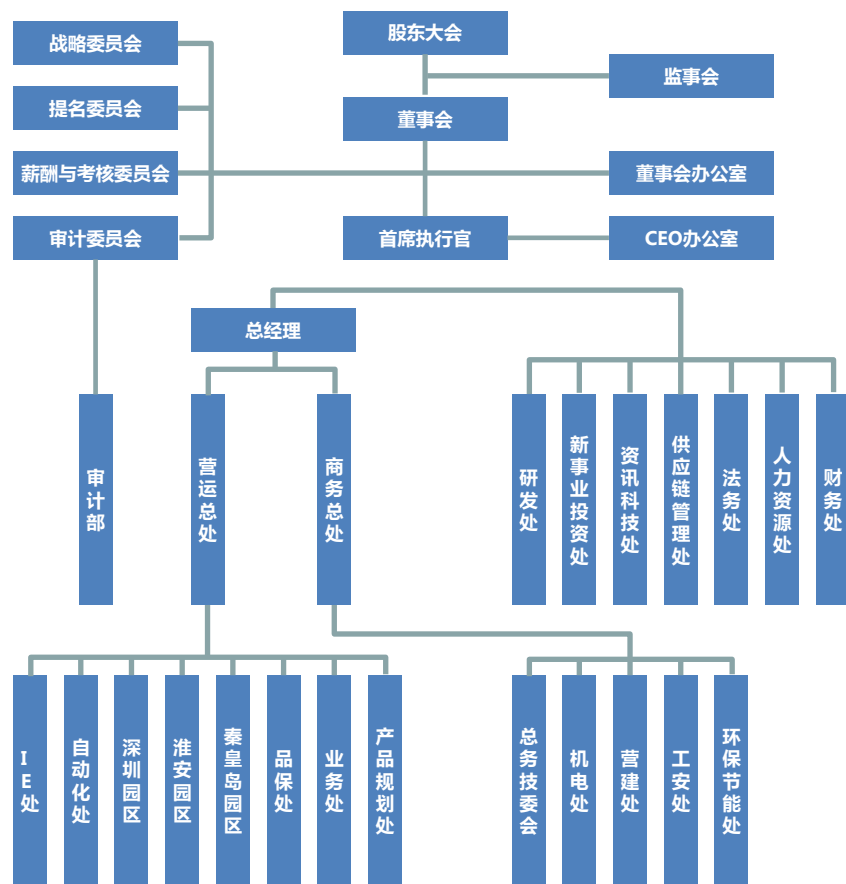 股东大会
战略委员会
监事会
提名委员会
董事会
薪酬与考核委员会
董事会办公室
审计委员会
首席执行官
CEO办公室
总经理
审计部
营运总处
商务总处
研发处
新事业投资处
资讯科技处
供应链管理处
法务处
人力资源处
财务处
IE处
自动化处
深圳园区
淮安园区
秦皇岛园区
品保处
业务处
产品规划处
总务技委会
机电处
营建处
工安处
环保节能处